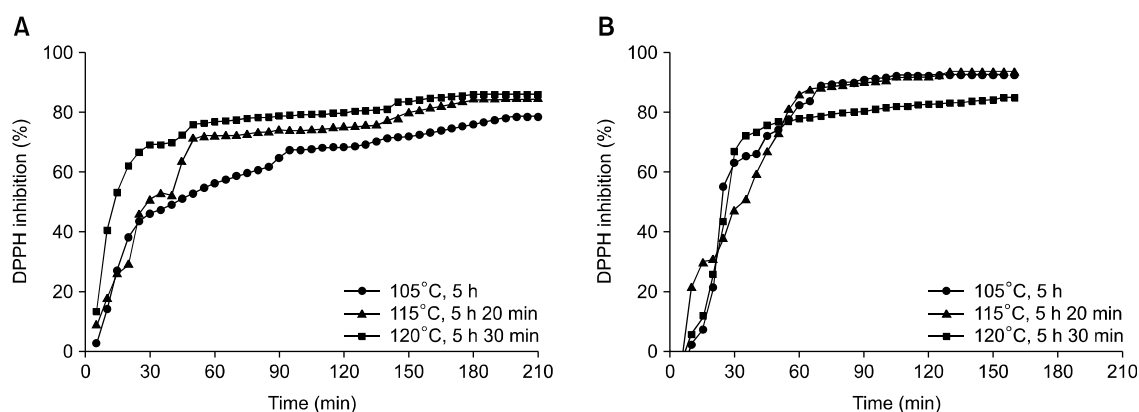 A
DPPH inhibition (%)
100
80
60
40
20
0
105°C, 5 h
115°C, 5 h 20 min
120°C, 5 h 30 min
0 30 60 90 120 150 180 210
Time (min)
B
DPPH inhibition (%)
100
80
60
40
20
0
105°C, 5 h
115°C, 5 h 20 min
120°C, 5 h 30 min
0 30 60 90 120 150 180 210
Time (min)